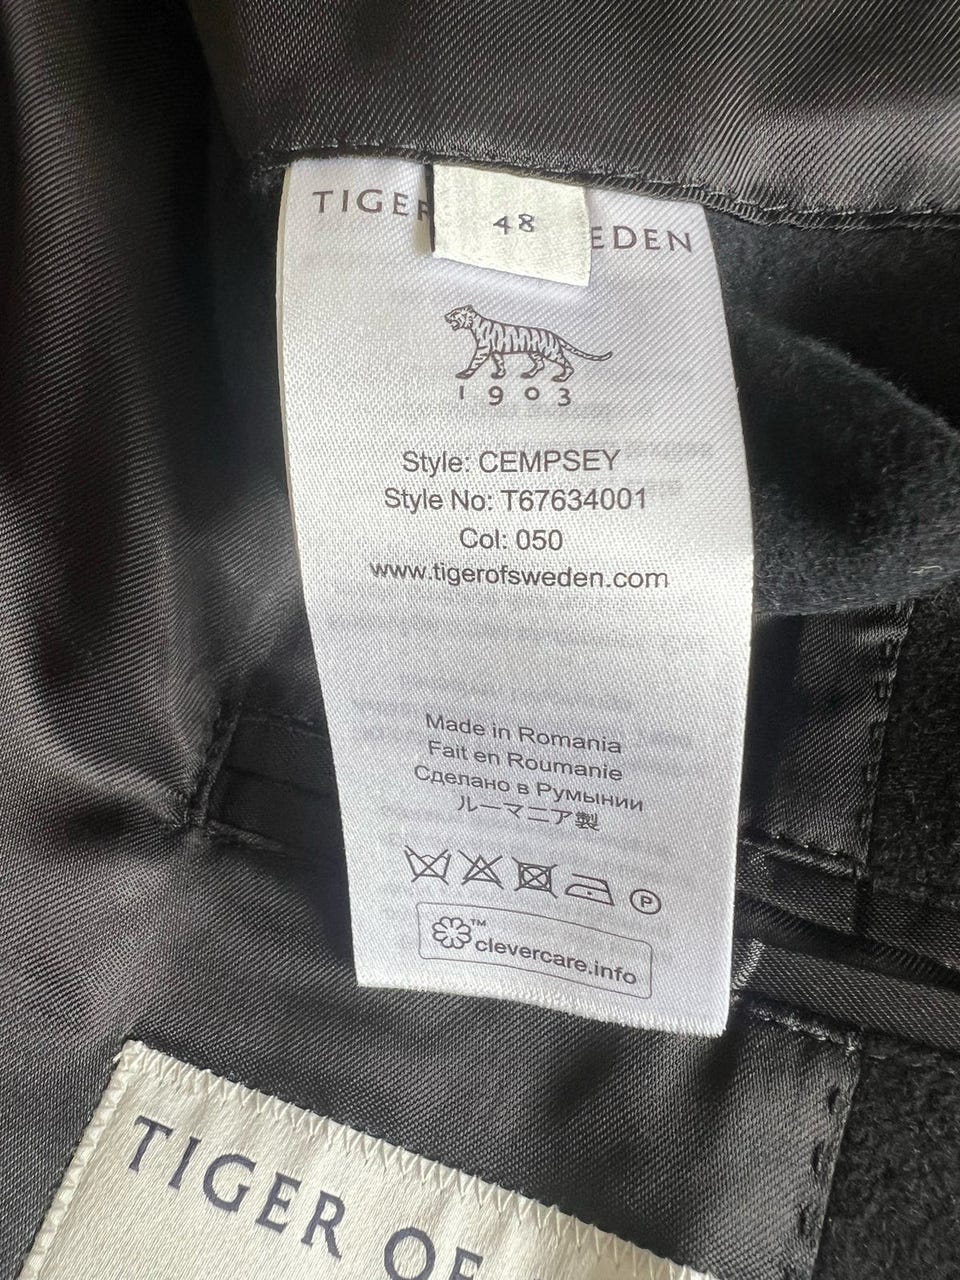 TIGER
48
EDEN
1903
Style: CEMPSEY
Style No: T67634001
Col: 050
www.tigerofsweden.com
Made in Romania
Fait en Roumanie
Сделано в Румынии
ルーマニア製
P
™ clevercare.info
TIGER OF